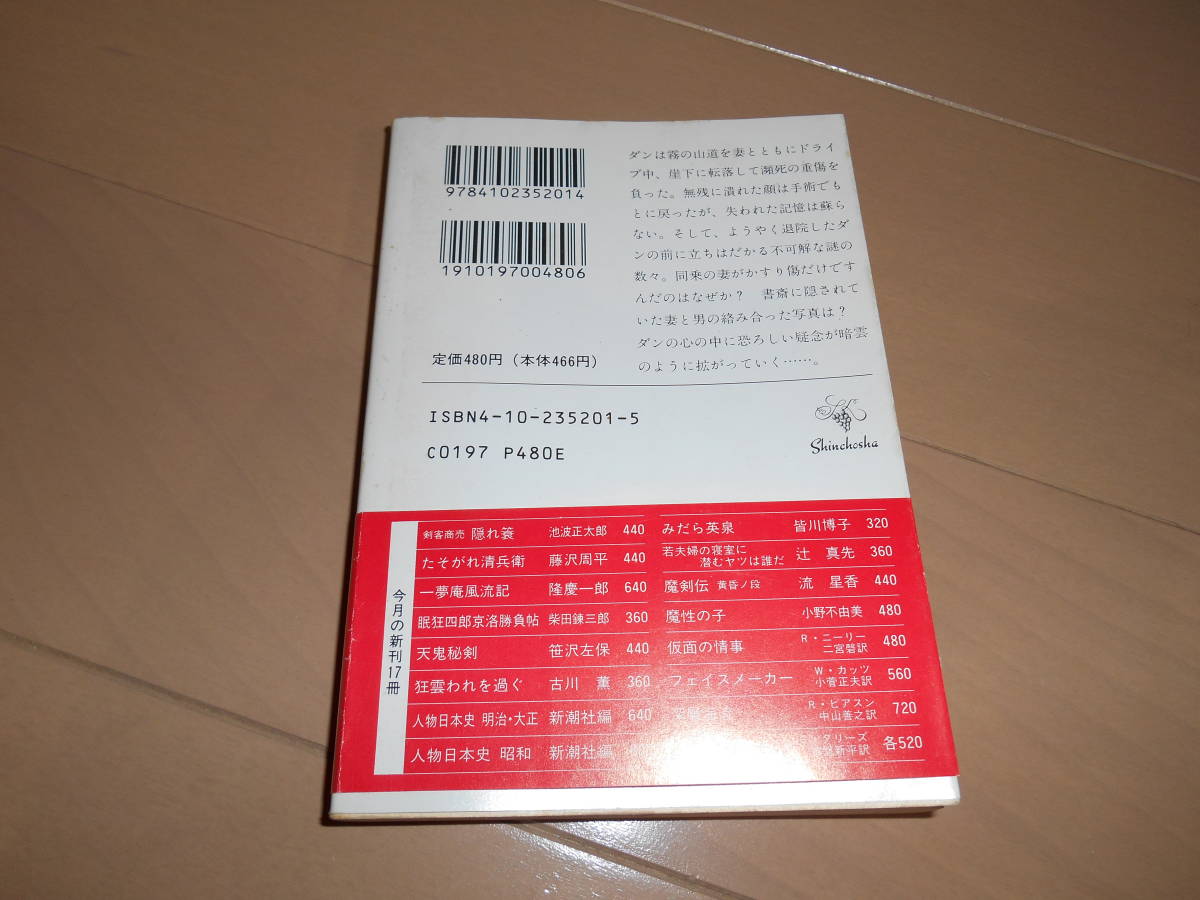 9784102352014
1910197004806
定価480円（本体466円）
ダンは霧の山道を妻とともにドライ
ブ中、崖下に転落して瀕死の重傷を
負った。無残に潰れた顔は手術でも
とに戻ったが、失われた記憶は蘇ら
ない。そして、ようやく退院したダ
ンの前に立ちはだかる不可解な謎の
数々。同乗の妻がかすり傷だけです
んだのはなぜか？　書斎に隠されて
いた妻と男の絡み合った写真は？
ダンの心の中に恐ろしい疑念が暗雲
のように拡がっていく……。
ISBN4-10-235201-5
C0197 P480E
Shinchosha
今月の新刊17冊
剣客商売 隠れ簑 池波正太郎 440
たそがれ清兵衛 藤沢周平 440
一夢庵風流記 隆慶一郎 640
眠狂四郎京洛勝負帖 柴田錬三郎 360
天鬼秘剣 笹沢左保 440
狂雲われを過ぐ 古川 薫 360
人物日本史 明治・大正 新潮社編 640
人物日本史 昭和 新潮社編
みだら英泉 皆川博子 320
若夫婦の寝室に
潜むヤツは誰だ 辻 真先 360
魔剣伝 黄昏ノ段 流 星香 440
魔性の子 小野不由美 480
仮面の情事 R・ニーリー
二宮磬訳 480
フェイスメーカー W・カッツ
小菅正夫訳 560
R・ピアスン
中山善之訳 720
タリーズ
新平訳 各520